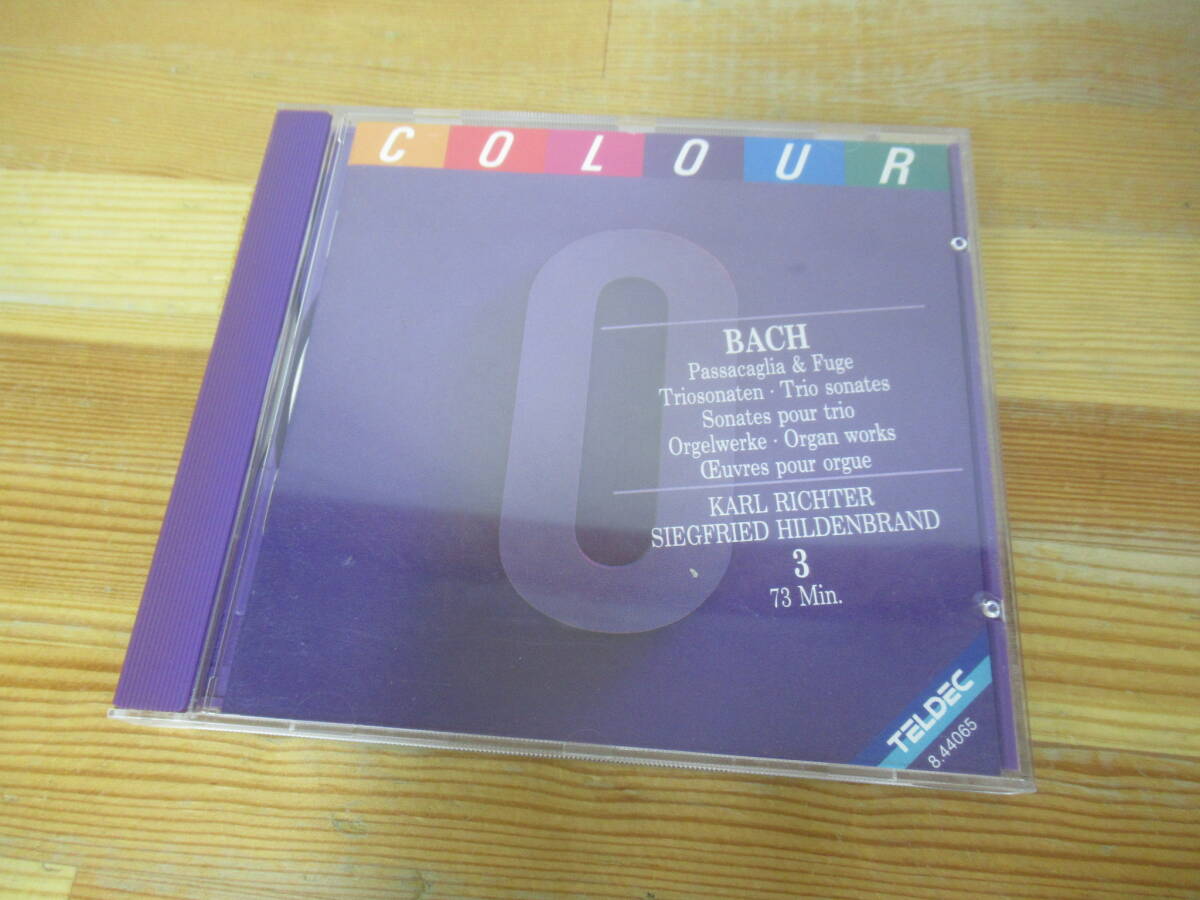 COLOUR
BACH
Passacaglia & Fuge
Triosonaten · Trio sonates
Sonates pour trio
Orgelwerke · Organ works
Œuvres pour orgue
KARL RICHTER
SIEGFRIED HILDENBRAND
3
73 Min.
TELDEC
8.44065